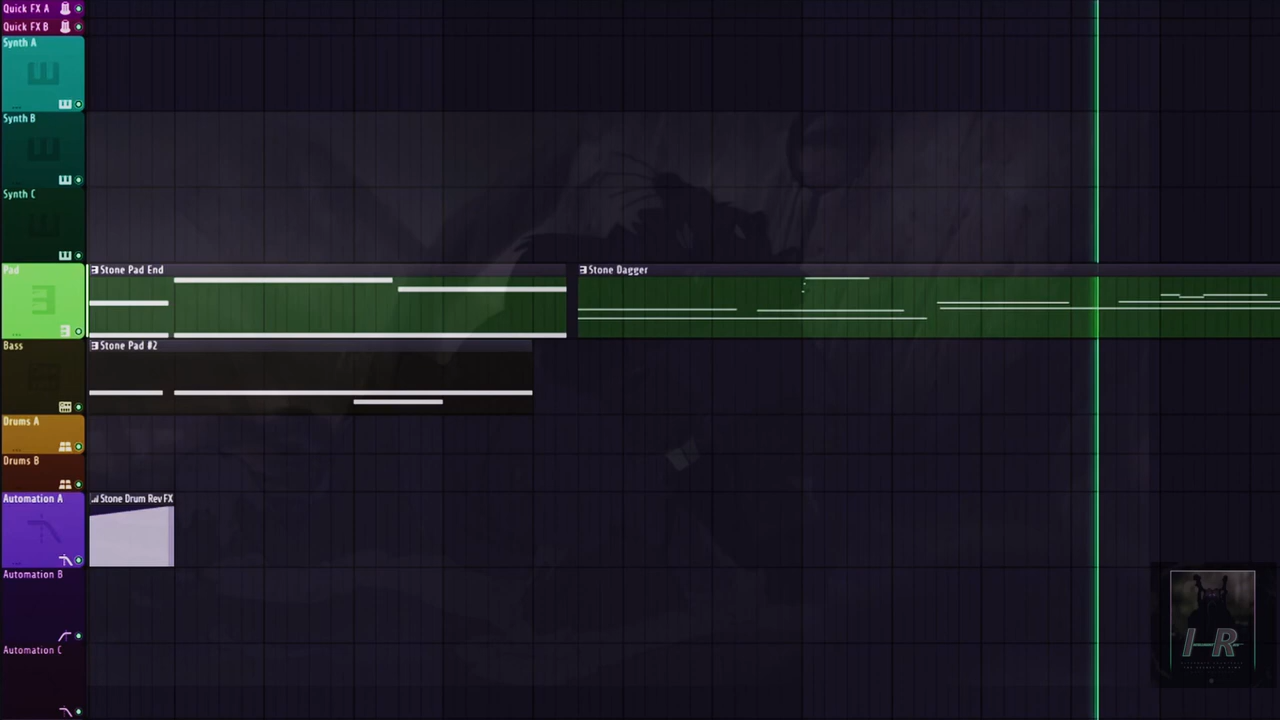 Quick FX A
Quick FX B
Synth A
Synth B
Synth C
Pad
Stone Pad End
Stone Dagger
Bass
Stone Pad #2
Drums A
Drums B
Automation A
Stone Drum Rev FX
Automation B
Automation C
I-R